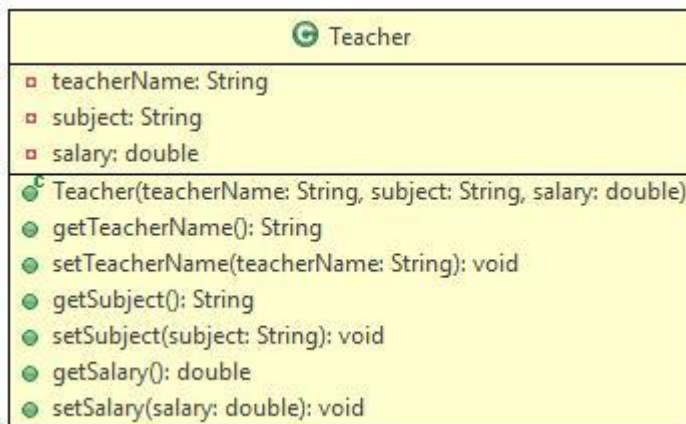 Teacher
teacherName: String
subject: String
salary: double
Teacher(teacherName: String, subject: String, salary: double)
getTeacherName(): String
setTeacherName(teacherName: String): void
getSubject(): String
setSubject(subject: String): void
getSalary(): double
setSalary(salary: double): void